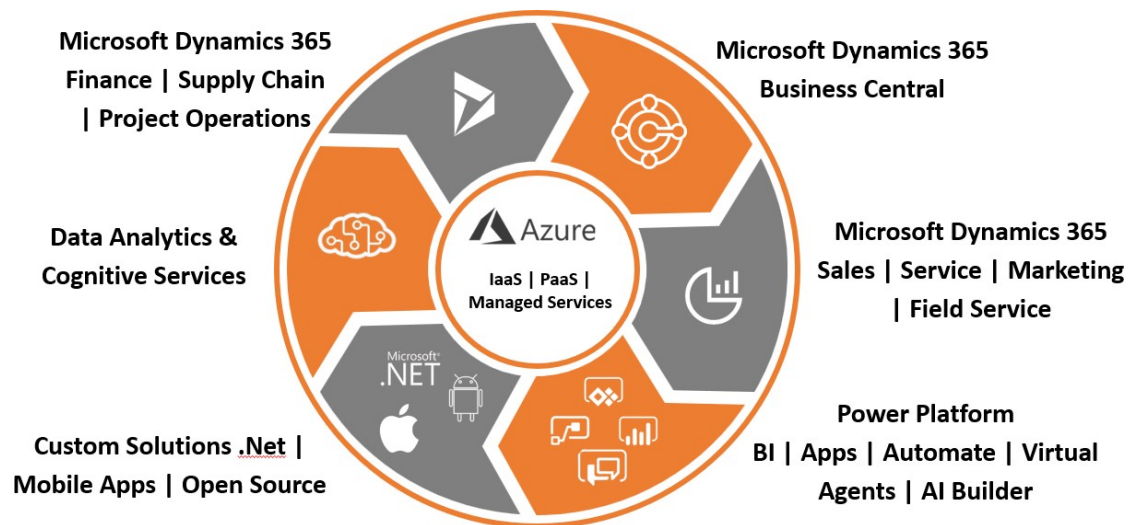 Microsoft Dynamics 365
Finance | Supply Chain
| Project Operations
Microsoft Dynamics 365
Business Central
Data Analytics &
Cognitive Services
Azure
IaaS | PaaS |
Managed Services
Microsoft Dynamics 365
Sales | Service | Marketing
| Field Service
Microsoft®
.NET
Custom Solutions .Net |
Mobile Apps | Open Source
Power Platform
BI | Apps | Automate | Virtual
Agents | AI Builder